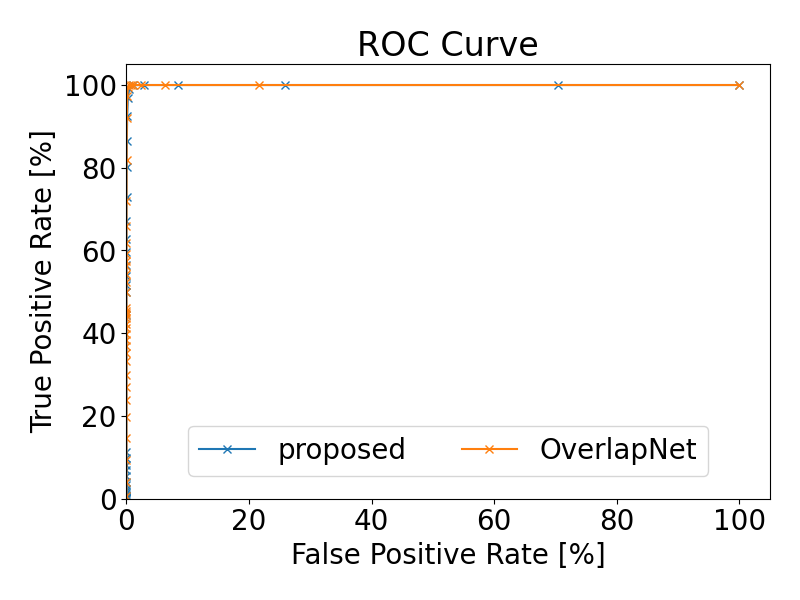 ROC Curve
True Positive Rate [%]
100
80
60
40
20
0
0 20 40 60 80 100
False Positive Rate [%]
proposed OverlapNet